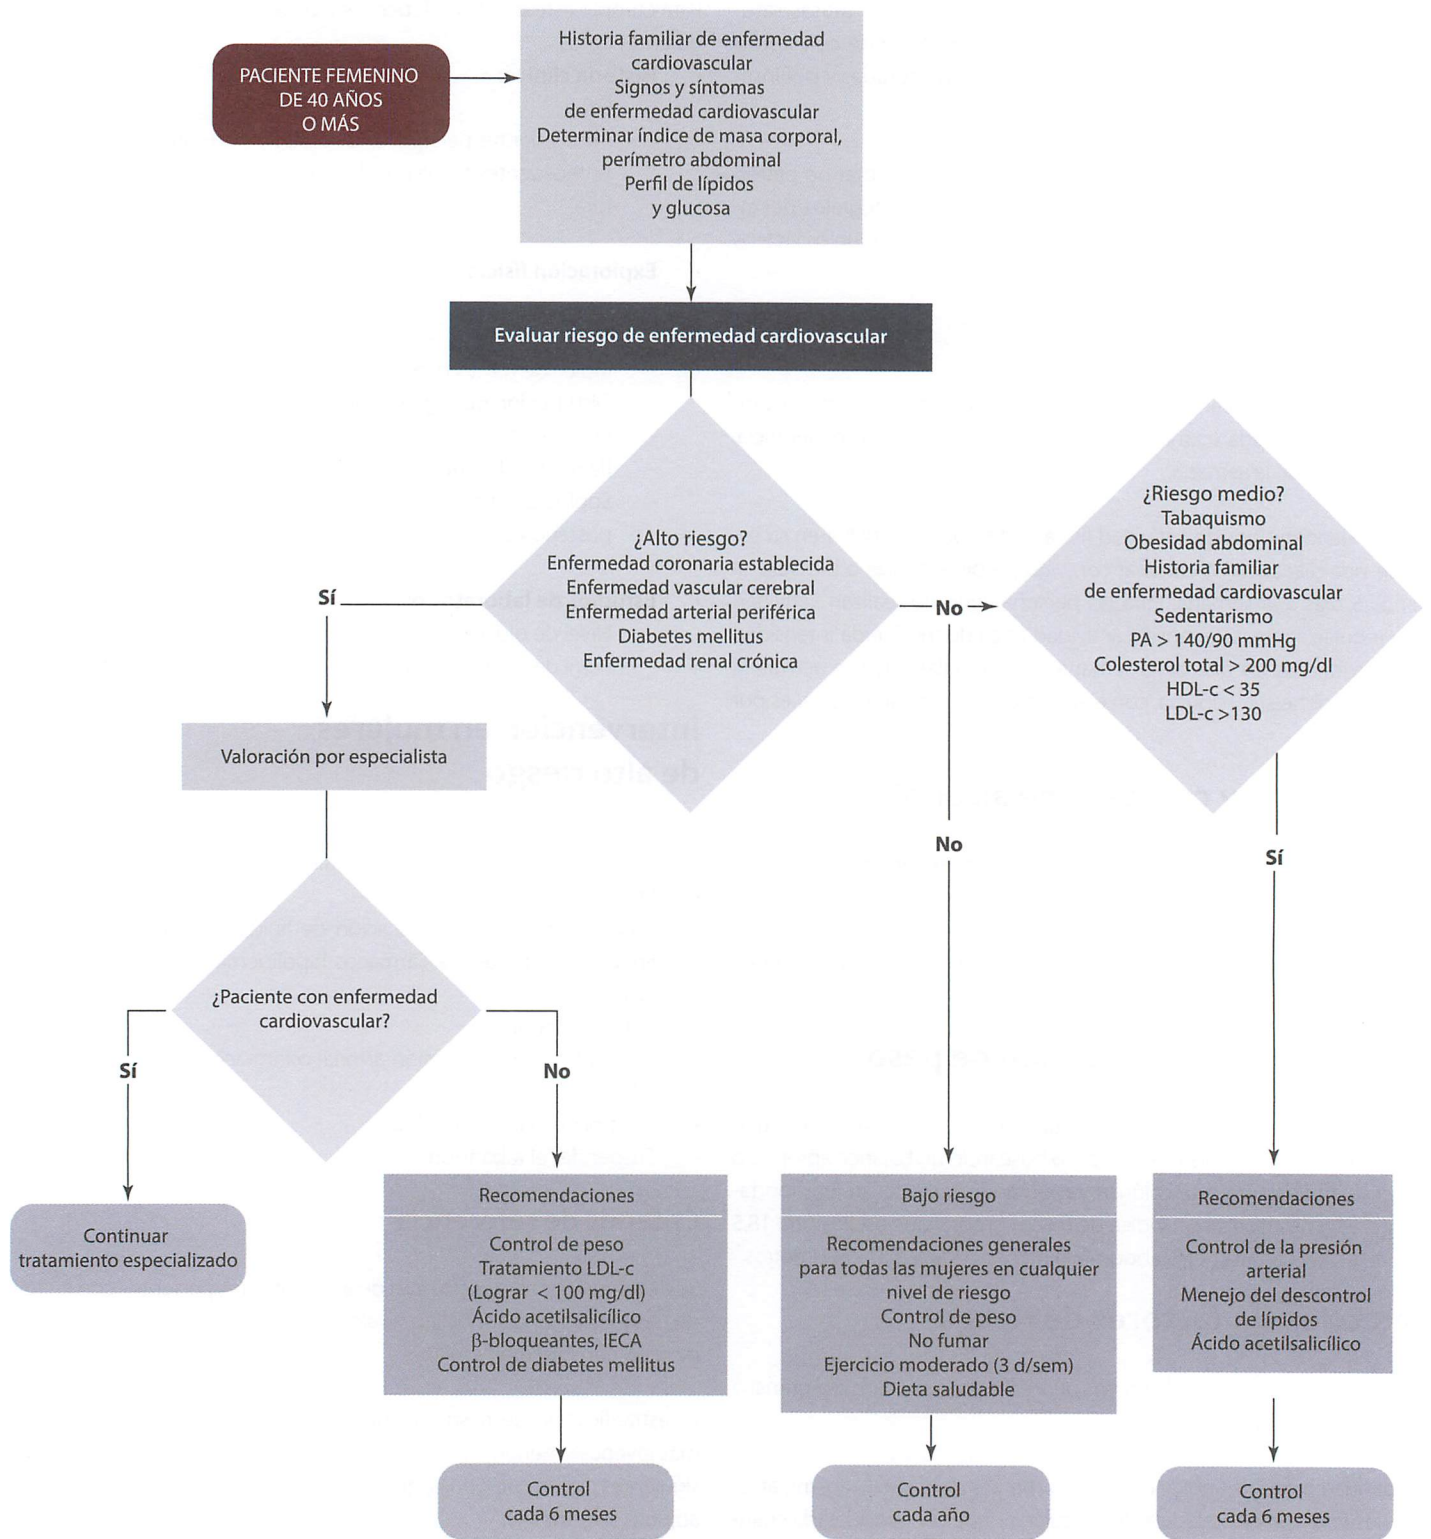 PACIENTE FEMENINO
DE 40 AÑOS
O MÁS
Historia familiar de enfermedad
cardiovascular
Signos y síntomas
de enfermedad cardiovascular
Determinar índice de masa corporal,
perímetro abdominal
Perfil de lípidos
y glucosa
Evaluar riesgo de enfermedad cardiovascular
¿Alto riesgo?
Enfermedad coronaria establecida
Enfermedad vascular cerebral
Enfermedad arterial periférica
Diabetes mellitus
Enfermedad renal crónica
Sí
No
¿Riesgo medio?
Tabaquismo
Obesidad abdominal
Historia familiar
de enfermedad cardiovascular
Sedentarismo
PA > 140/90 mmHg
Colesterol total > 200 mg/dl
HDL-c < 35
LDL-c >130
Valoración por especialista
No
Sí
¿Paciente con enfermedad
cardiovascular?
Sí
No
Continuar
tratamiento especializado
Recomendaciones
Control de peso
Tratamiento LDL-c
(Lograr < 100 mg/dl)
Ácido acetilsalicílico
β-bloqueantes, IECA
Control de diabetes mellitus
Bajo riesgo
Recomendaciones generales
para todas las mujeres en cualquier
nivel de riesgo
Control de peso
No fumar
Ejercicio moderado (3 d/sem)
Dieta saludable
Recomendaciones
Control de la presión
arterial
Menejo del descontrol
de lípidos
Ácido acetilsalicílico
Control
cada 6 meses
Control
cada año
Control
cada 6 meses